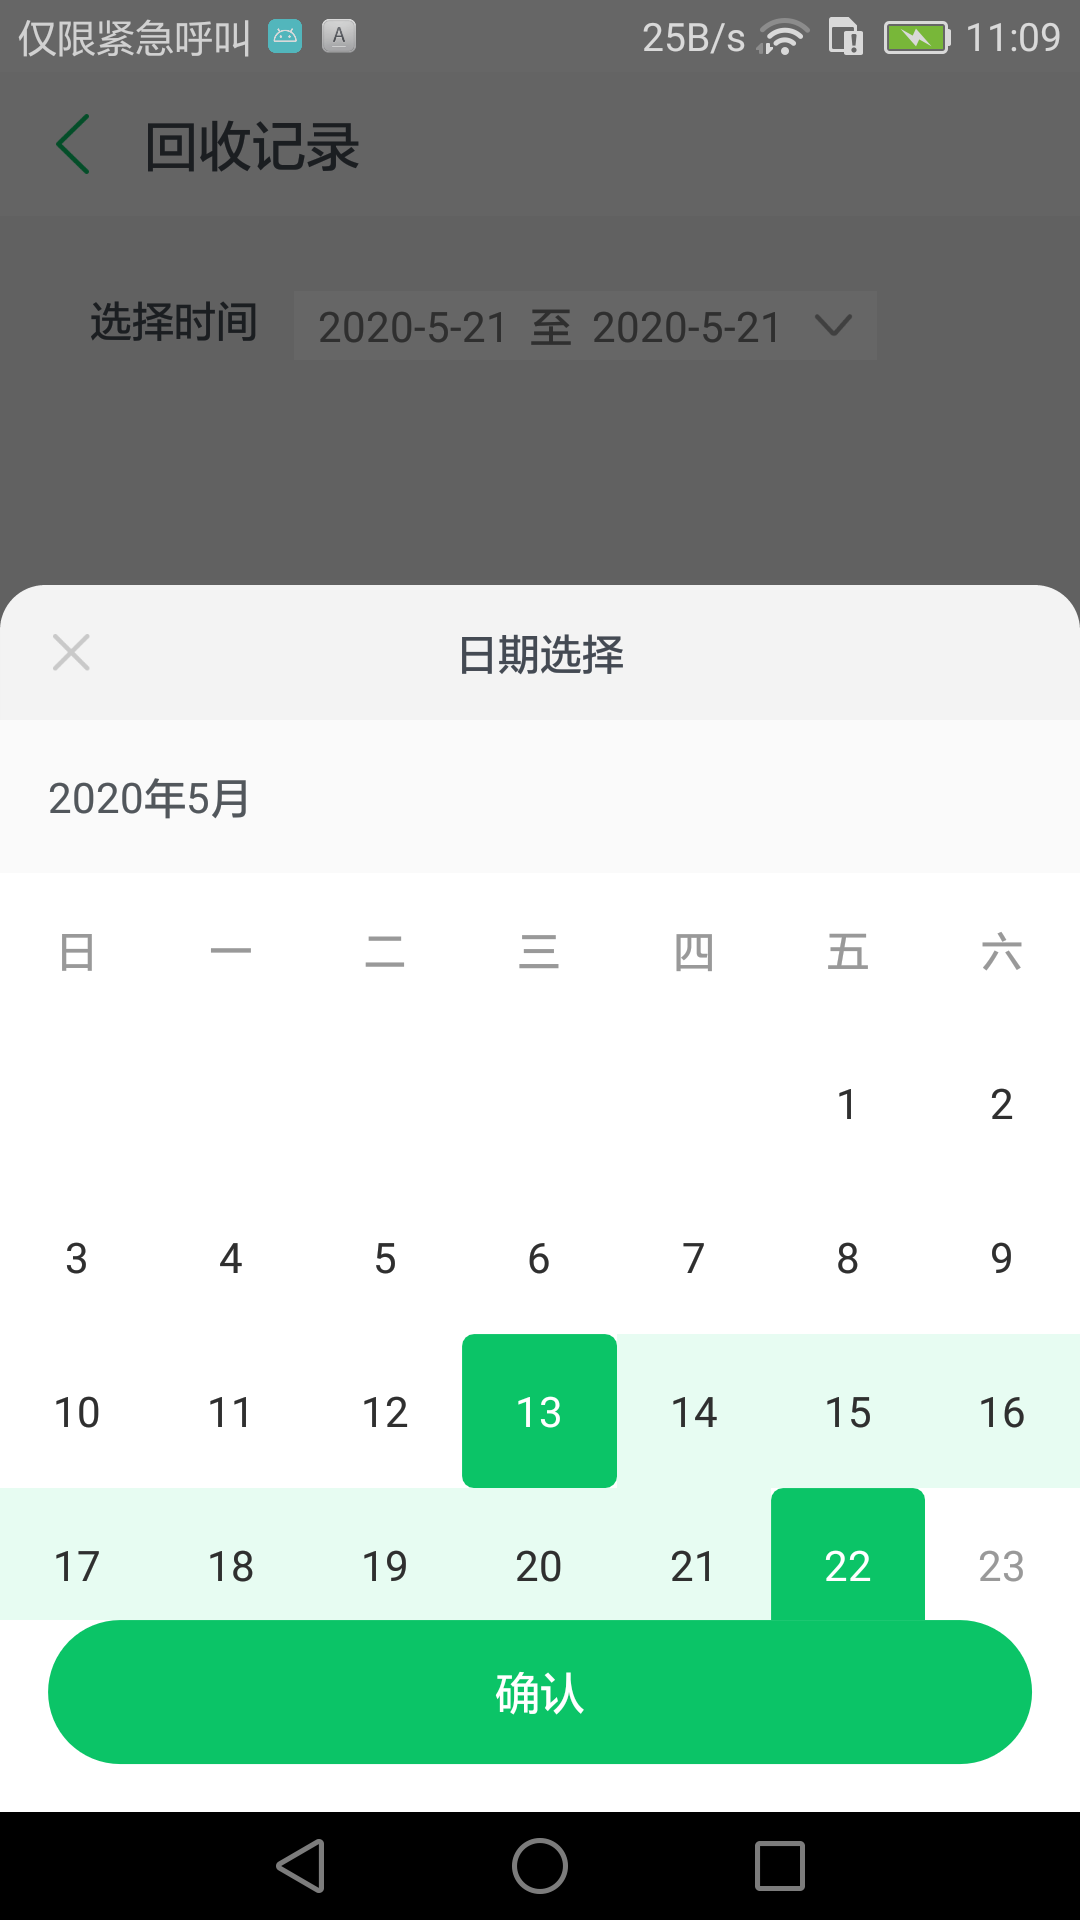 仅限紧急呼叫 A 25B/s 11:09
回收记录
选择时间 2020-5-21 至 2020-5-21
日期选择
2020年5月
日 一 二 三 四 五 六
1 2
3 4 5 6 7 8 9
10 11 12 13 14 15 16
17 18 19 20 21 22 23
确认